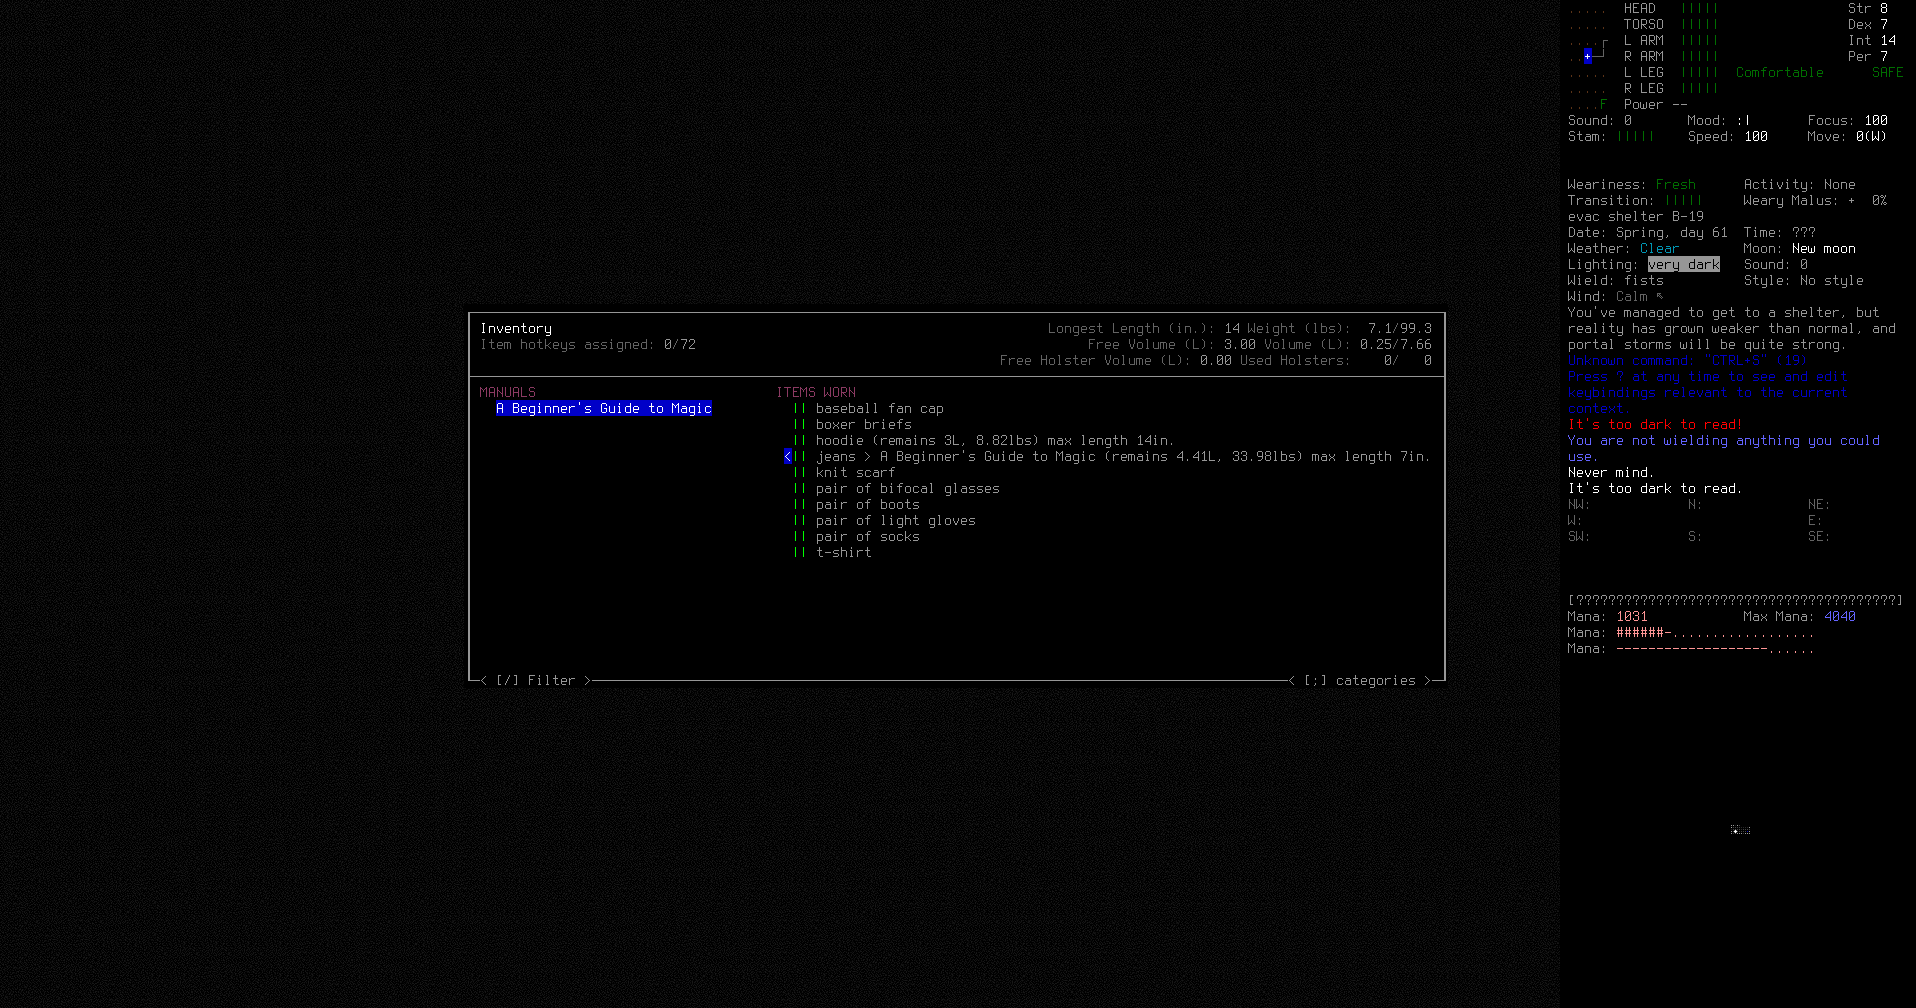 Inventory
Item hotkeys assigned: 0/72
Longest Length (in.): 14 Weight (lbs): 7.1/99.3
Free Volume (L): 3.00 Volume (L): 0.25/7.66
Free Holster Volume (L): 0.00 Used Holsters: 0/ 0
MANUALS
A Beginner's Guide to Magic
ITEMS WORN
|| baseball fan cap
|| boxer briefs
|| hoodie (remains 3L, 8.82lbs) max length 14in.
<|| jeans > A Beginner's Guide to Magic (remains 4.41L, 33.98lbs) max length 7in.
|| knit scarf
|| pair of bifocal glasses
|| pair of boots
|| pair of light gloves
|| pair of socks
|| t-shirt
< [/] Filter >
< [;] categories >
..... HEAD ||||| Str 8
..... TORSO ||||| Dex 7
....┌ L ARM ||||| Int 14
..+─┘ R ARM ||||| Per 7
..... L LEG ||||| Comfortable SAFE
..... R LEG |||||
....F Power --
Sound: 0 Mood: :| Focus: 100
Stam: ||||| Speed: 100 Move: 0(W)
Weariness: Fresh Activity: None
Transition: ||||| Weary Malus: + 0%
evac shelter B-19
Date: Spring, day 61 Time: ???
Weather: Clear Moon: New moon
Lighting: very dark Sound: 0
Wield: fists Style: No style
Wind: Calm ↖
You've managed to get to a shelter, but
reality has grown weaker than normal, and
portal storms will be quite strong.
Unknown command: "CTRL+S" (19)
Press ? at any time to see and edit
keybindings relevant to the current
context.
It's too dark to read!
You are not wielding anything you could
use.
Never mind.
It's too dark to read.
NW: N: NE:
W: E:
SW: S: SE:
[????????????????????????????????????????]
Mana: 1031 Max Mana: 4040
Mana: ######-..................
Mana: -------------------......